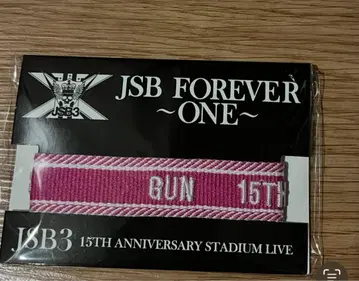 JSB3
JSB FOREVER
~ONE~
GUN 15TH
JSB3 15TH ANNIVERSARY STADIUM LIVE